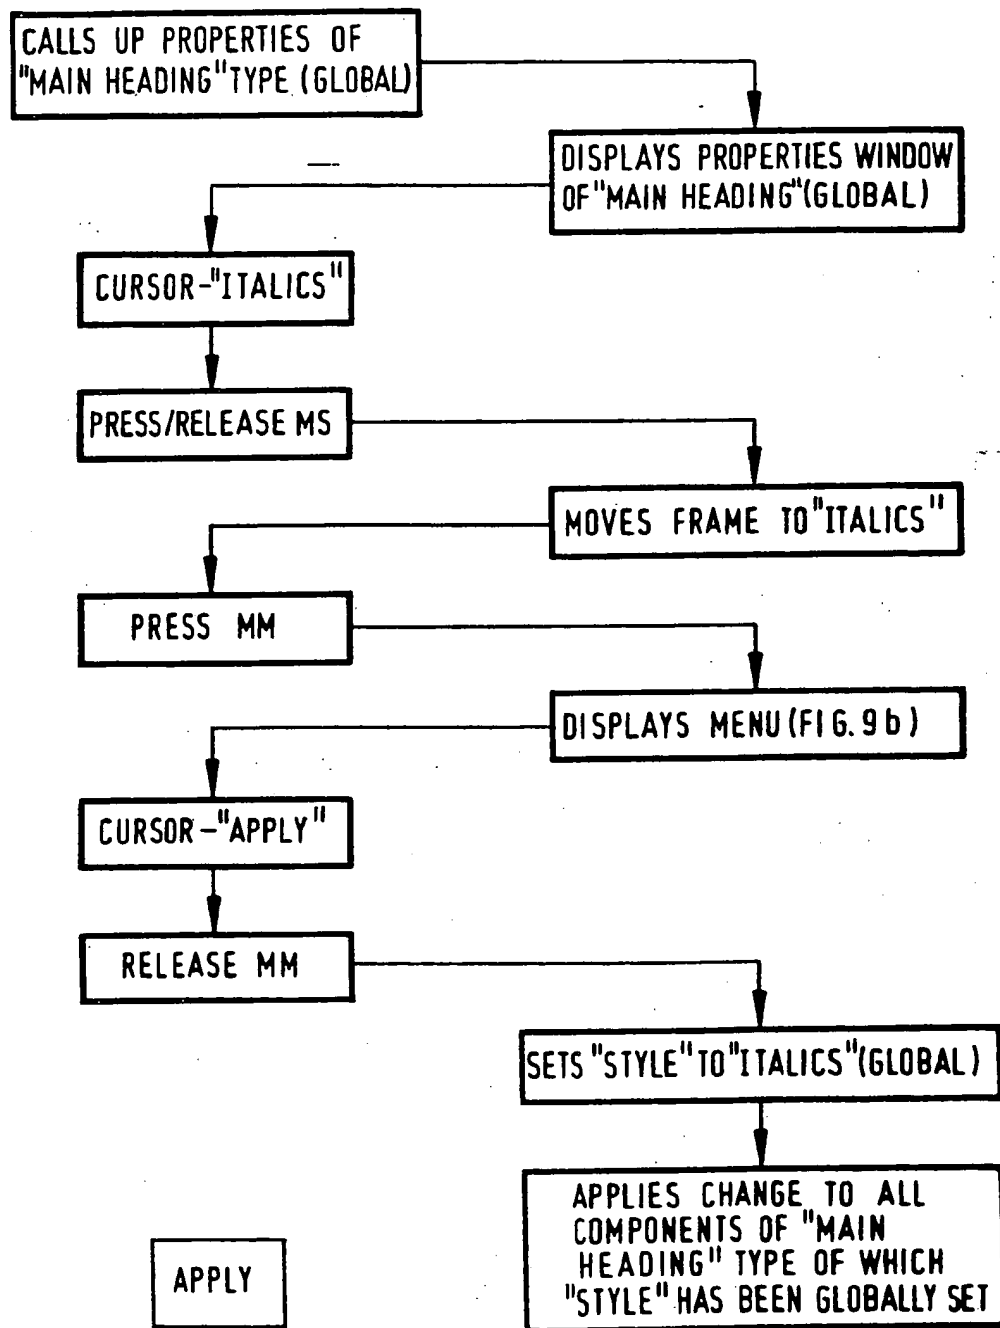 CALLS UP PROPERTIES OF
"MAIN HEADING" TYPE (GLOBAL)
DISPLAYS PROPERTIES WINDOW
OF "MAIN HEADING" (GLOBAL)
CURSOR-"ITALICS"
PRESS/RELEASE MS
MOVES FRAME TO "ITALICS"
PRESS MM
DISPLAYS MENU (FIG. 9b)
CURSOR-"APPLY"
RELEASE MM
SETS "STYLE" TO "ITALICS" (GLOBAL)
APPLIES CHANGE TO ALL
COMPONENTS OF "MAIN
HEADING" TYPE OF WHICH
"STYLE" HAS BEEN GLOBALLY SET
APPLY